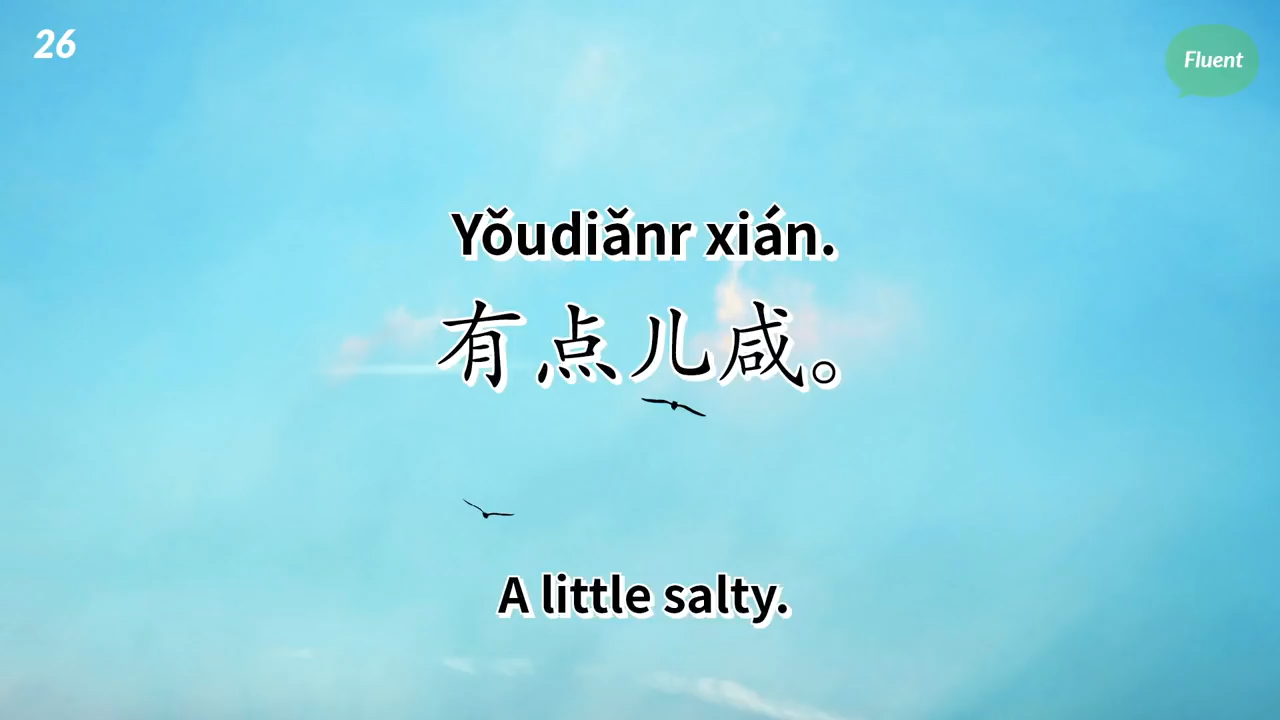 26
Fluent
Yǒudiǎnr xián.
有点儿咸。
A little salty.